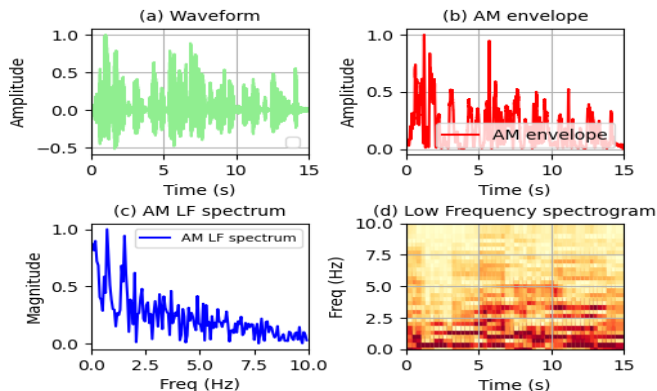 (a) Waveform
1.0
0.5
0.0
−0.5
Amplitude
0
5
10
15
Time (s)
(b) AM envelope
1.0
0.5
0.0
Amplitude
AM envelope
0
5
10
15
Time (s)
(c) AM LF spectrum
1.0
0.5
0.0
Magnitude
AM LF spectrum
0.0
2.5
5.0
7.5
10.0
Freq (Hz)
(d) Low Frequency spectrogram
10.0
7.5
5.0
2.5
0.0
Freq (Hz)
0
5
10
15
Time (s)